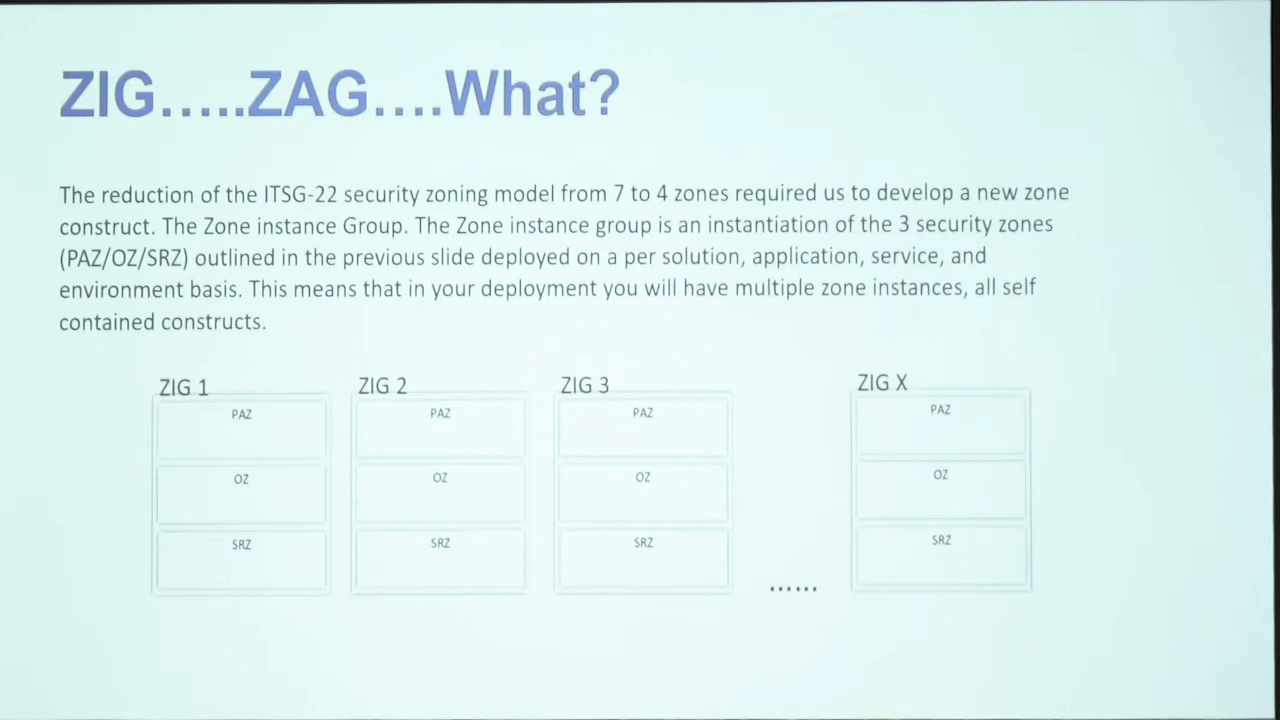 ZIG.....ZAG....What?
The reduction of the ITSG-22 security zoning model from 7 to 4 zones required us to develop a new zone
construct. The Zone instance Group. The Zone instance group is an instantiation of the 3 security zones
(PAZ/OZ/SRZ) outlined in the previous slide deployed on a per solution, application, service, and
environment basis. This means that in your deployment you will have multiple zone instances, all self
contained constructs.
ZIG 1
PAZ
OZ
SRZ
ZIG 2
PAZ
OZ
SRZ
ZIG 3
PAZ
OZ
SRZ
......
ZIG X
PAZ
OZ
SRZ